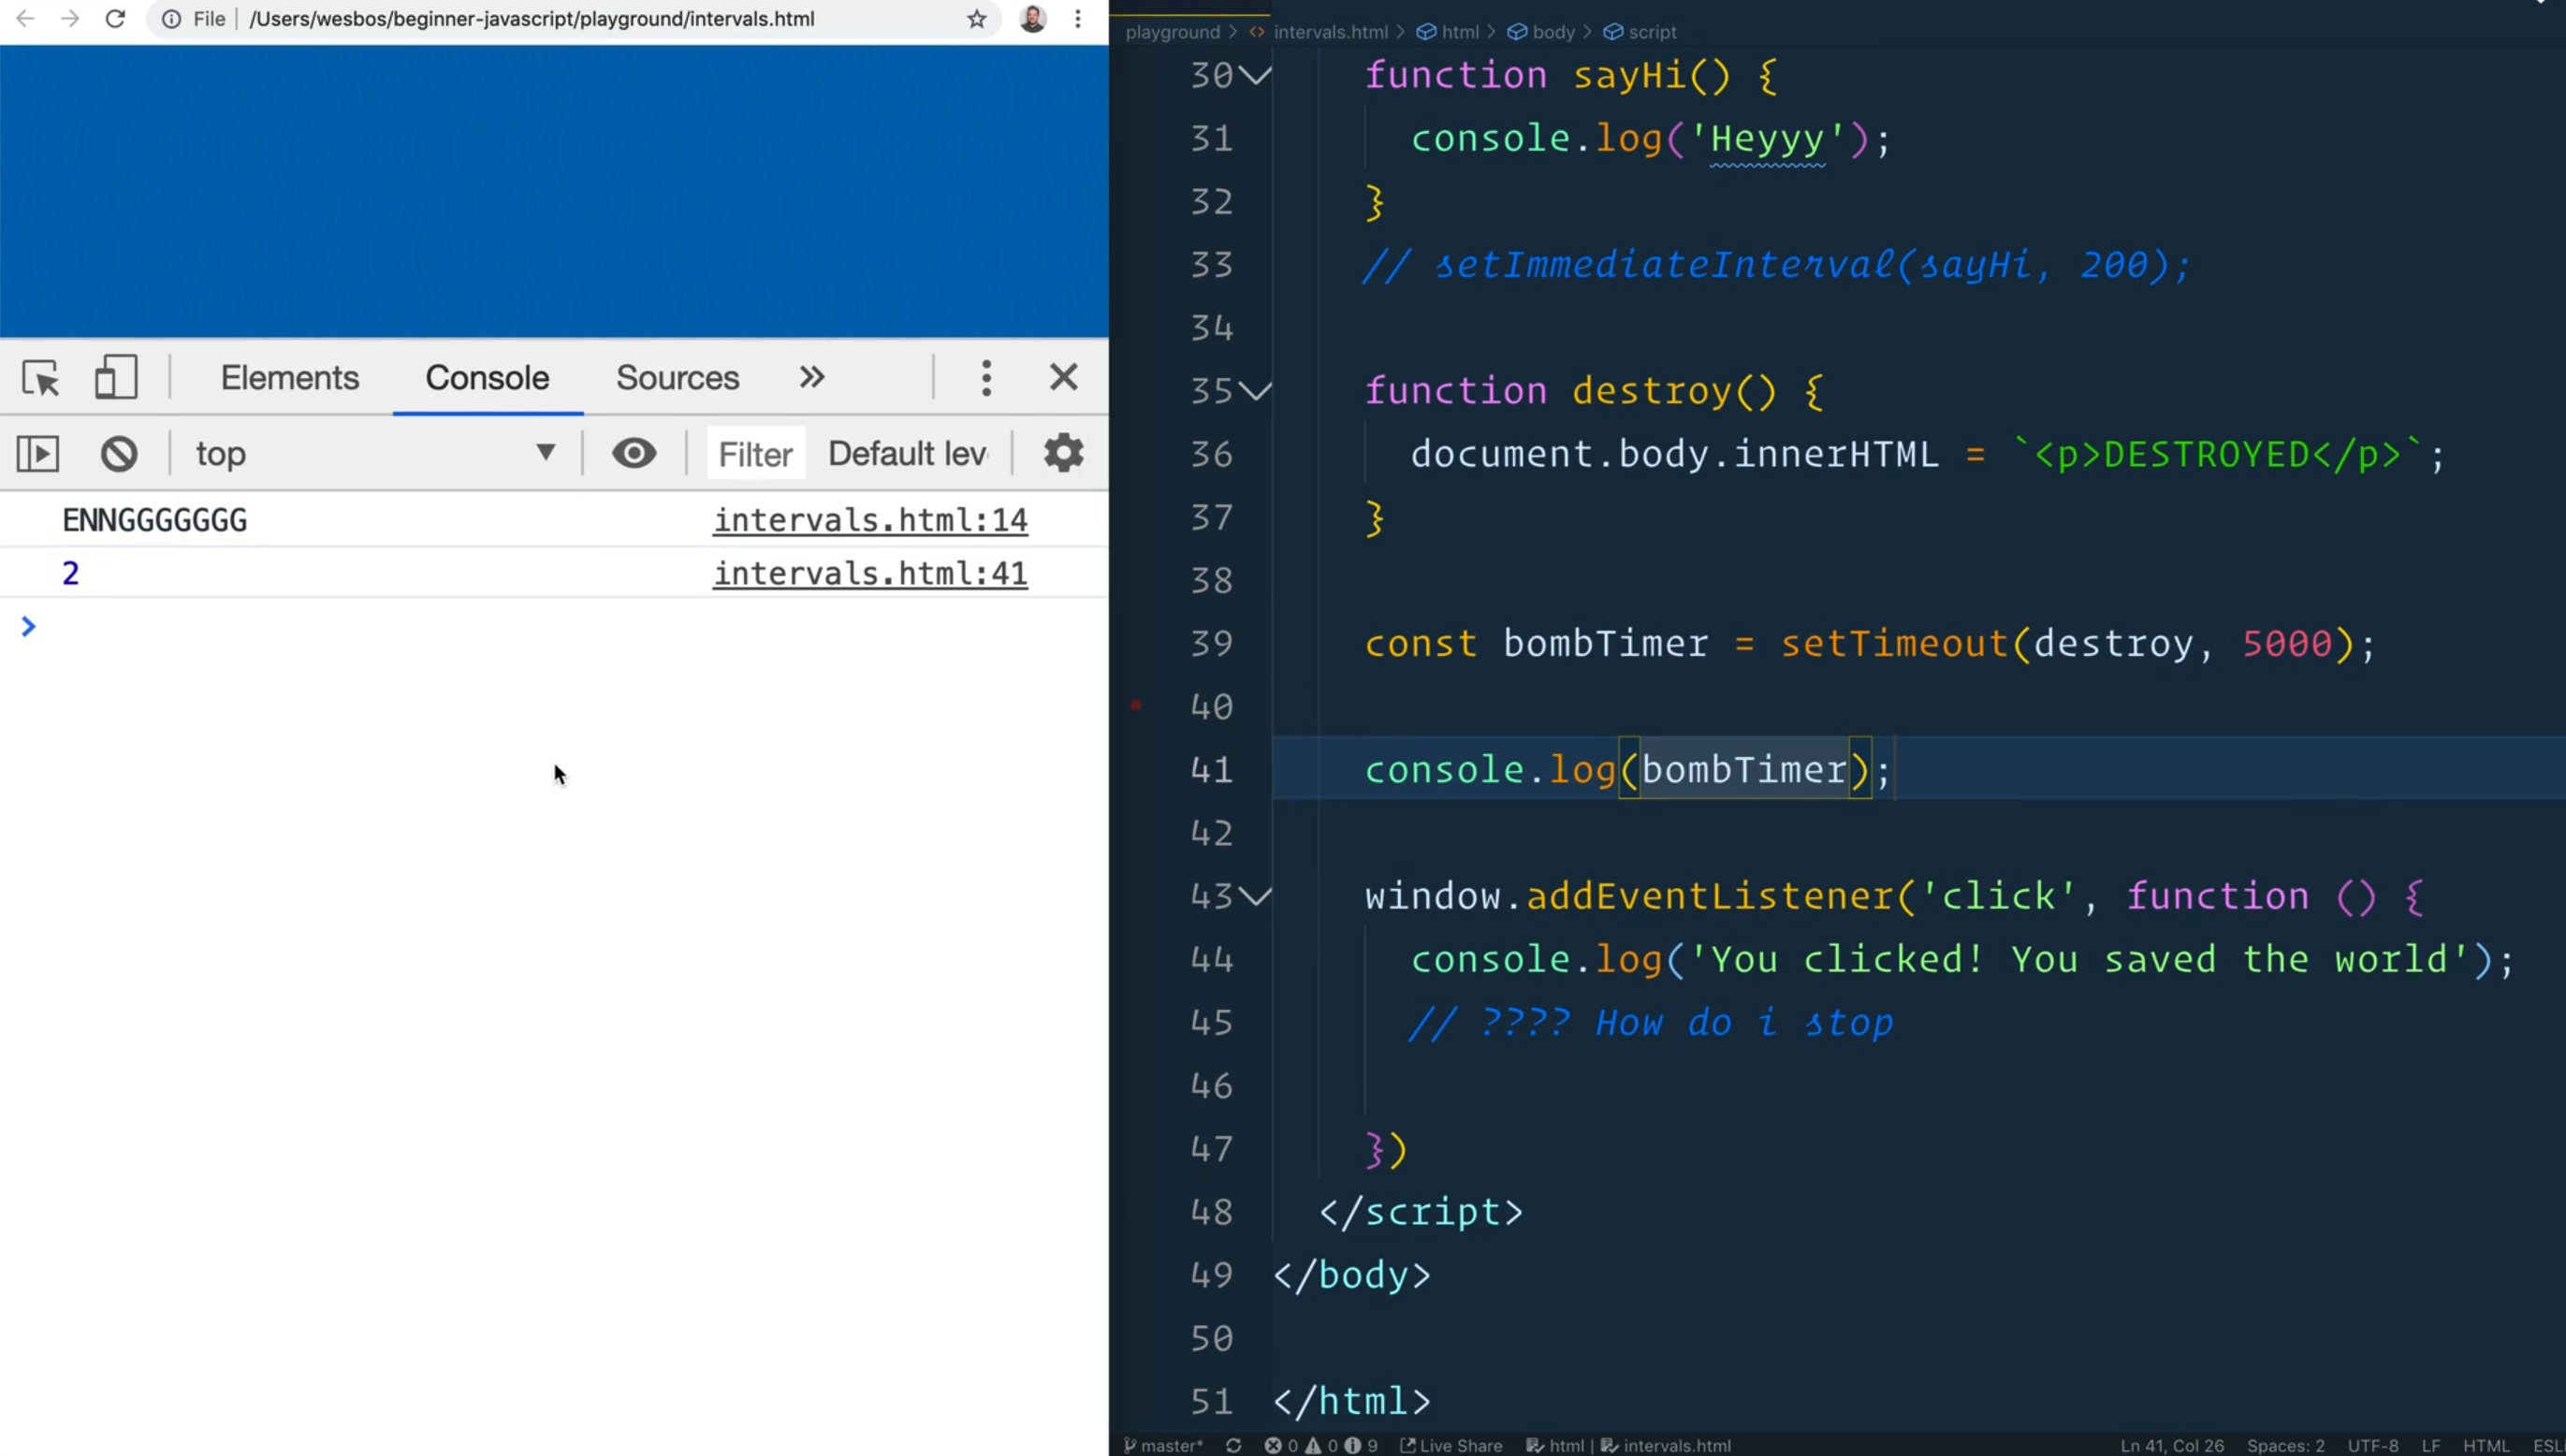 File | /Users/wesbos/beginner-javascript/playground/intervals.html
Elements Console Sources »
top ▼ Filter Default lev
ENNGGGGGGG intervals.html:14
2 intervals.html:41
>
playground > intervals.html > html > body > script
30 function sayHi() {
31 console.log('Heyyy');
32 }
33 // setImmediateInterval(sayHi, 200);
34
35 function destroy() {
36 document.body.innerHTML = `<p>DESTROYED</p>`;
37 }
38
39 const bombTimer = setTimeout(destroy, 5000);
40
41 console.log(bombTimer);
42
43 window.addEventListener('click', function () {
44 console.log('You clicked! You saved the world');
45 // ???? How do i stop
46
47 })
48 </script>
49 </body>
50
51 </html>
master* 0 0 9 Live Share html | intervals.html Ln 41, Col 26 Spaces: 2 UTF-8 LF HTML ESL